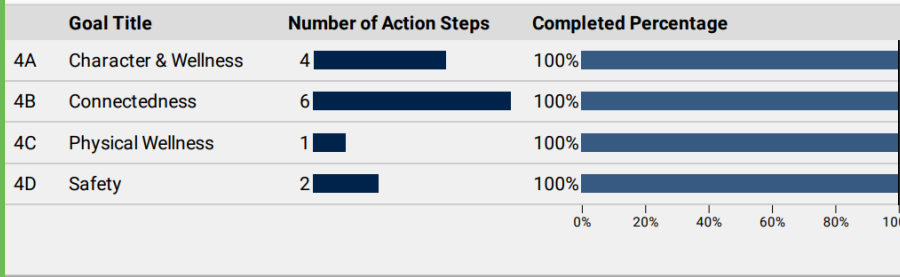 Goal Title Number of Action Steps Completed Percentage
4A Character & Wellness 4 100%
4B Connectedness 6 100%
4C Physical Wellness 1 100%
4D Safety 2 100%
0% 20% 40% 60% 80% 100